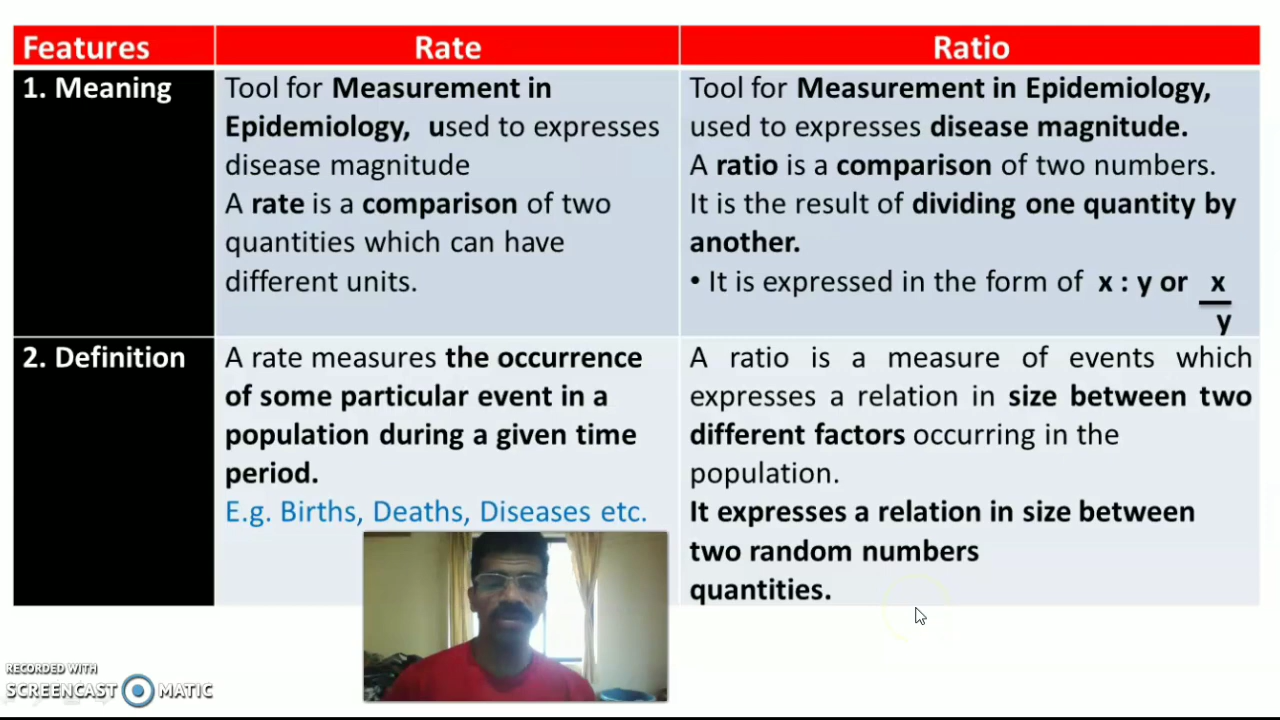 Features
Rate
Ratio
1. Meaning
Tool for Measurement in
Epidemiology, used to expresses
disease magnitude
A rate is a comparison of two
quantities which can have
different units.
Tool for Measurement in Epidemiology,
used to expresses disease magnitude.
A ratio is a comparison of two numbers.
It is the result of dividing one quantity by
another.
• It is expressed in the form of x : y or x
y
2. Definition
A rate measures the occurrence
of some particular event in a
population during a given time
period.
E.g. Births, Deaths, Diseases etc.
A ratio is a measure of events which
expresses a relation in size between two
different factors occurring in the
population.
It expresses a relation in size between
two random numbers
quantities.
RECORDED WITH
SCREENCAST MATIC